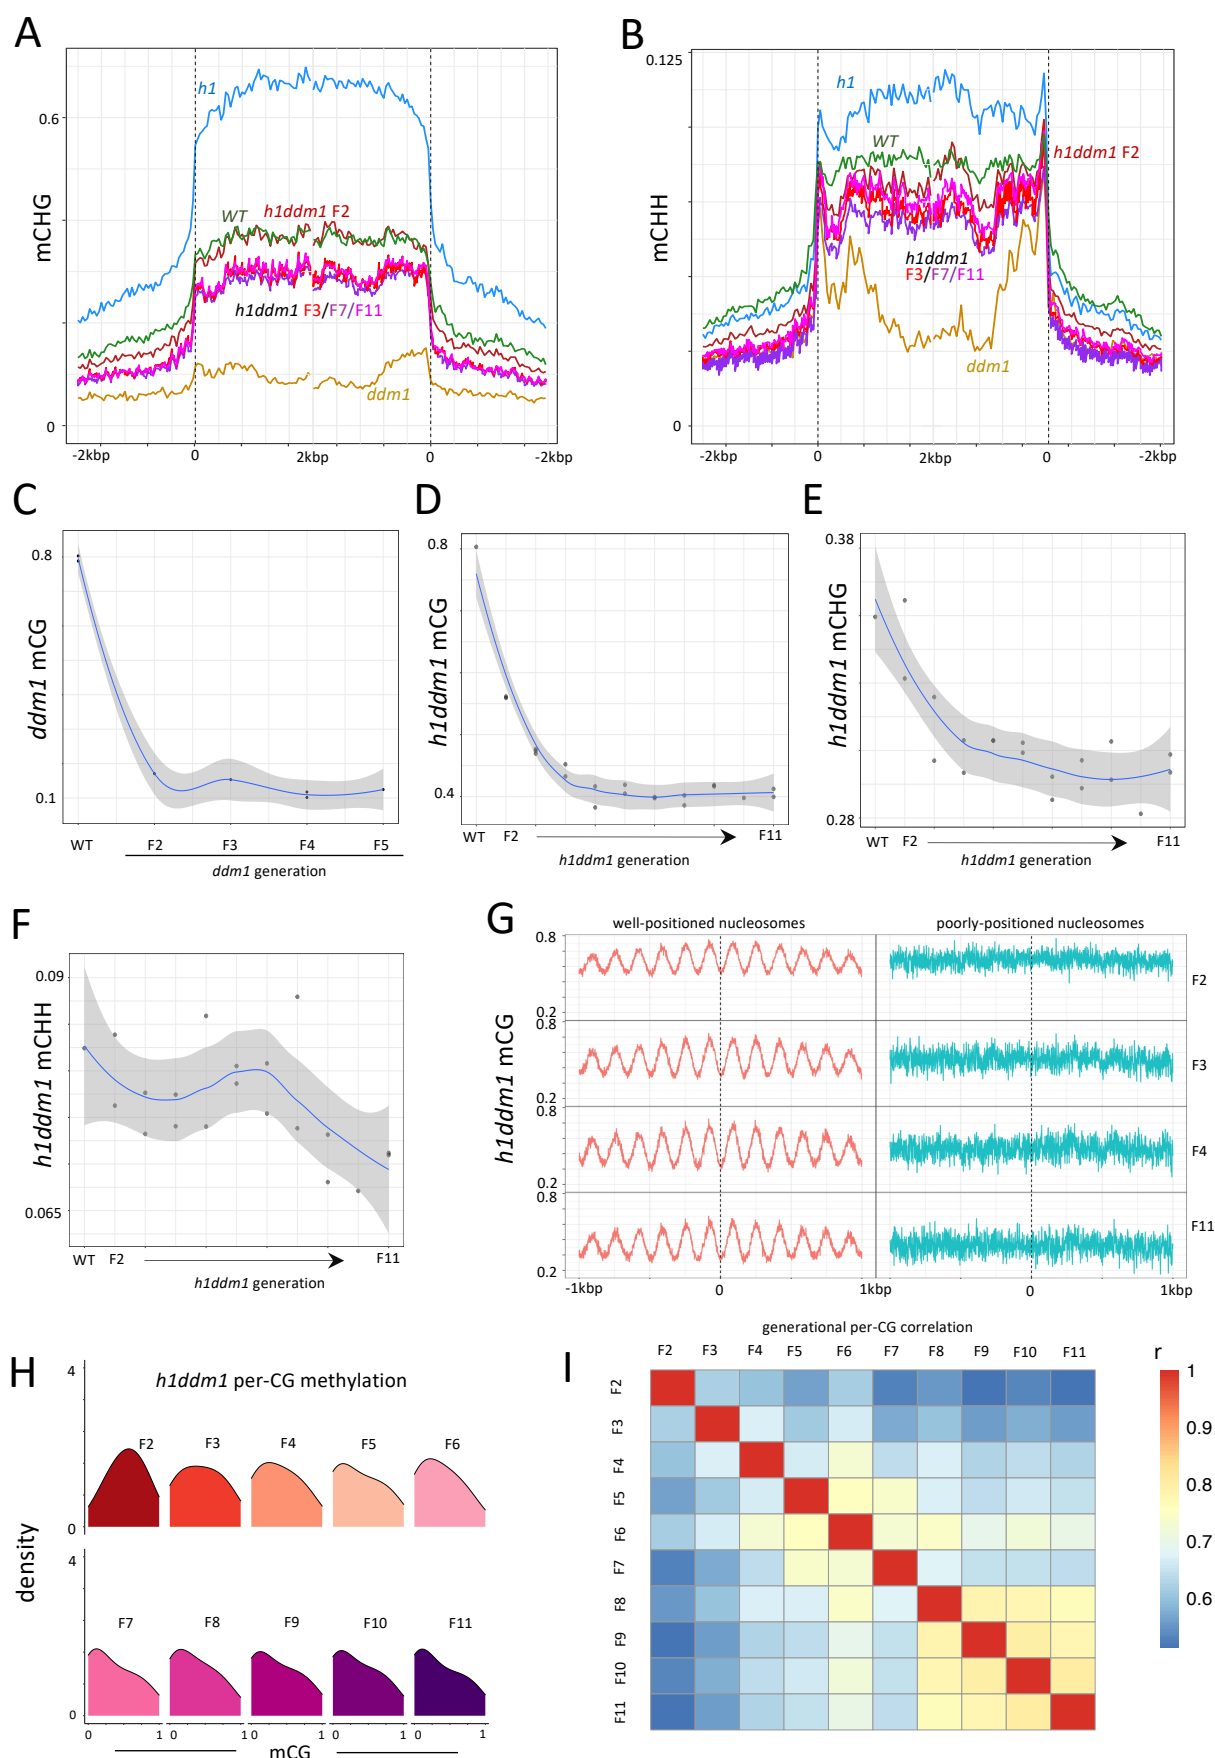 A
h1
0.6
mCHG
WT
h1ddm1 F2
h1ddm1 F3/F7/F11
ddm1
0
-2kbp 0 2kbp 0 -2kbp
B
0.125
h1
mCHH
WT
h1ddm1 F2
h1ddm1
F3/F7/F11
ddm1
0
-2kbp 0 2kbp 0 -2kbp
C
0.8
ddm1 mCG
0.1
WT F2 F3 F4 F5
ddm1 generation
D
0.8
h1ddm1 mCG
0.4
WT F2 F11
h1ddm1 generation
E
0.38
h1ddm1 mCHG
0.28
WT F2 F11
h1ddm1 generation
F
0.09
h1ddm1 mCHH
0.065
WT F2 F11
h1ddm1 generation
G
well-positioned nucleosomes poorly-positioned nucleosomes
h1ddm1 mCG
0.8
0.2
F2
0.8
0.2
F3
0.8
0.2
F4
0.8
0.2
F11
-1kbp 0 1kbp 0 1kbp
H
h1ddm1 per-CG methylation
density
4
F2 F3 F4 F5 F6
0
4
F7 F8 F9 F10 F11
0
0 1 0 1 0 1 0 1 0 1
mCG
I
generational per-CG correlation
F2 F3 F4 F5 F6 F7 F8 F9 F10 F11
F2
F3
F4
F5
F6
F7
F8
F9
F10
F11
r
1
0.9
0.8
0.7
0.6